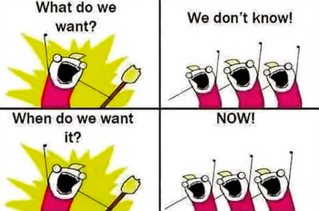 What do we
want?
We don't know!
When do we want
it?
NOW!